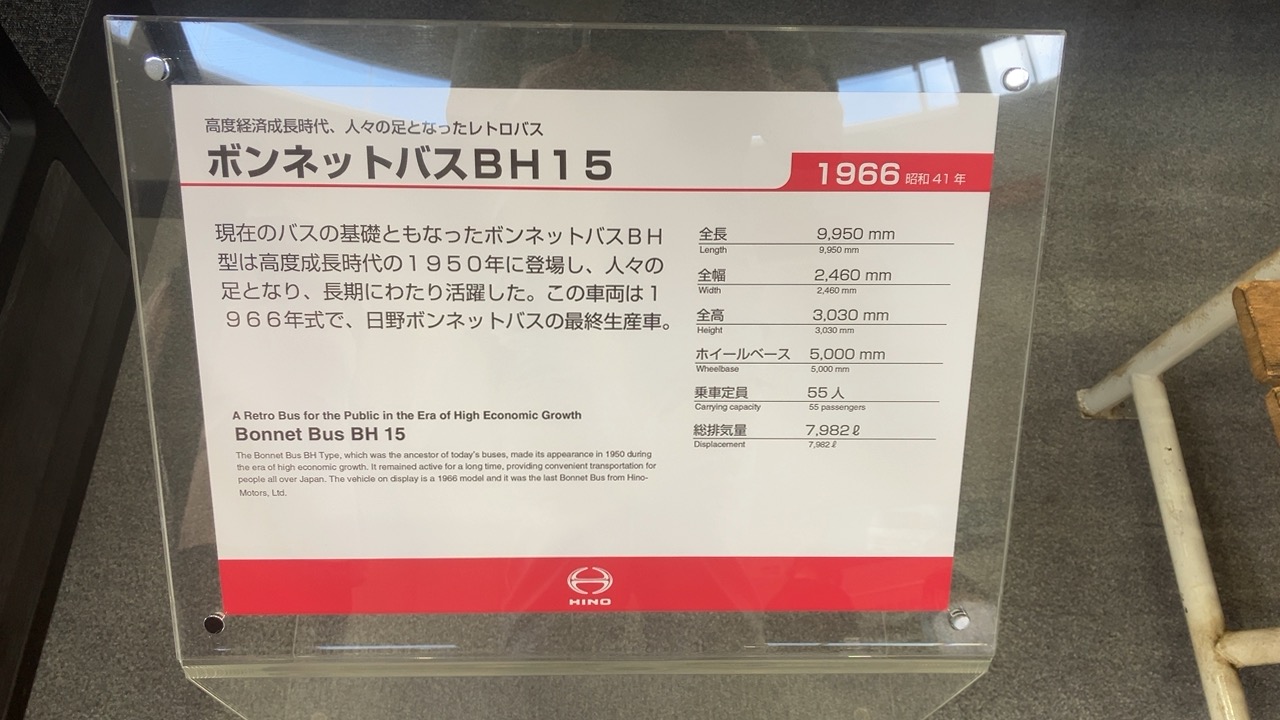 高度経済成長時代、人々の足となったレトロバス
ボンネットバスBH15
1966 昭和41年
現在のバスの基礎ともなったボンネットバスBH
型は高度成長時代の1950年に登場し、人々の
足となり、長期にわたり活躍した。この車両は1
966年式で、日野ボンネットバスの最終生産車。
全長 9,950 mm
Length 9,950 mm
全幅 2,460 mm
Width 2,460 mm
全高 3,030 mm
Height 3,030 mm
ホイールベース 5,000 mm
Wheelbase 5,000 mm
乗車定員 55人
Carrying capacity 55 passengers
総排気量 7,982ℓ
Displacement 7,982ℓ
A Retro Bus for the Public in the Era of High Economic Growth
Bonnet Bus BH 15
The Bonnet Bus BH Type, which was the ancestor of today's buses, made its appearance in 1950 during
the era of high economic growth. It remained active for a long time, providing convenient transportation for
people all over Japan. The vehicle on display is a 1966 model and it was the last Bonnet Bus from Hino-
Motors, Ltd.
HINO